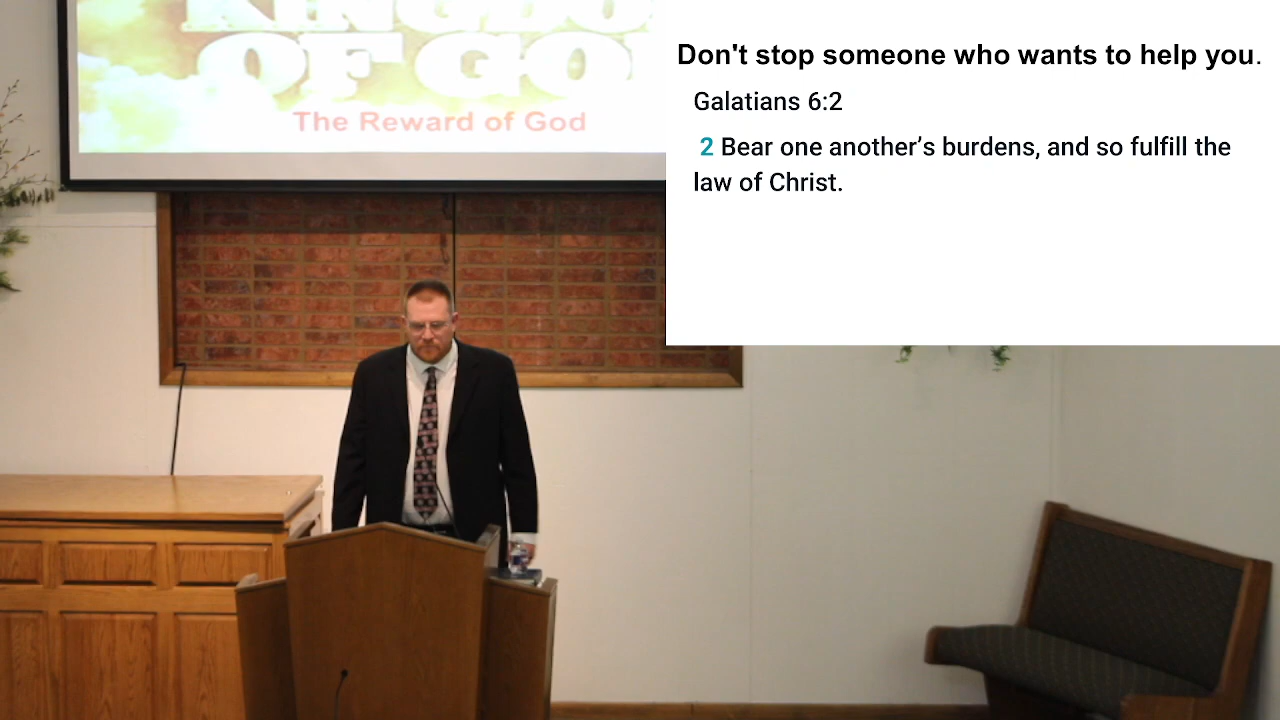 KINGDO
OF GO
The Reward of God
Don't stop someone who wants to help you.
Galatians 6:2
2 Bear one another’s burdens, and so fulfill the
law of Christ.